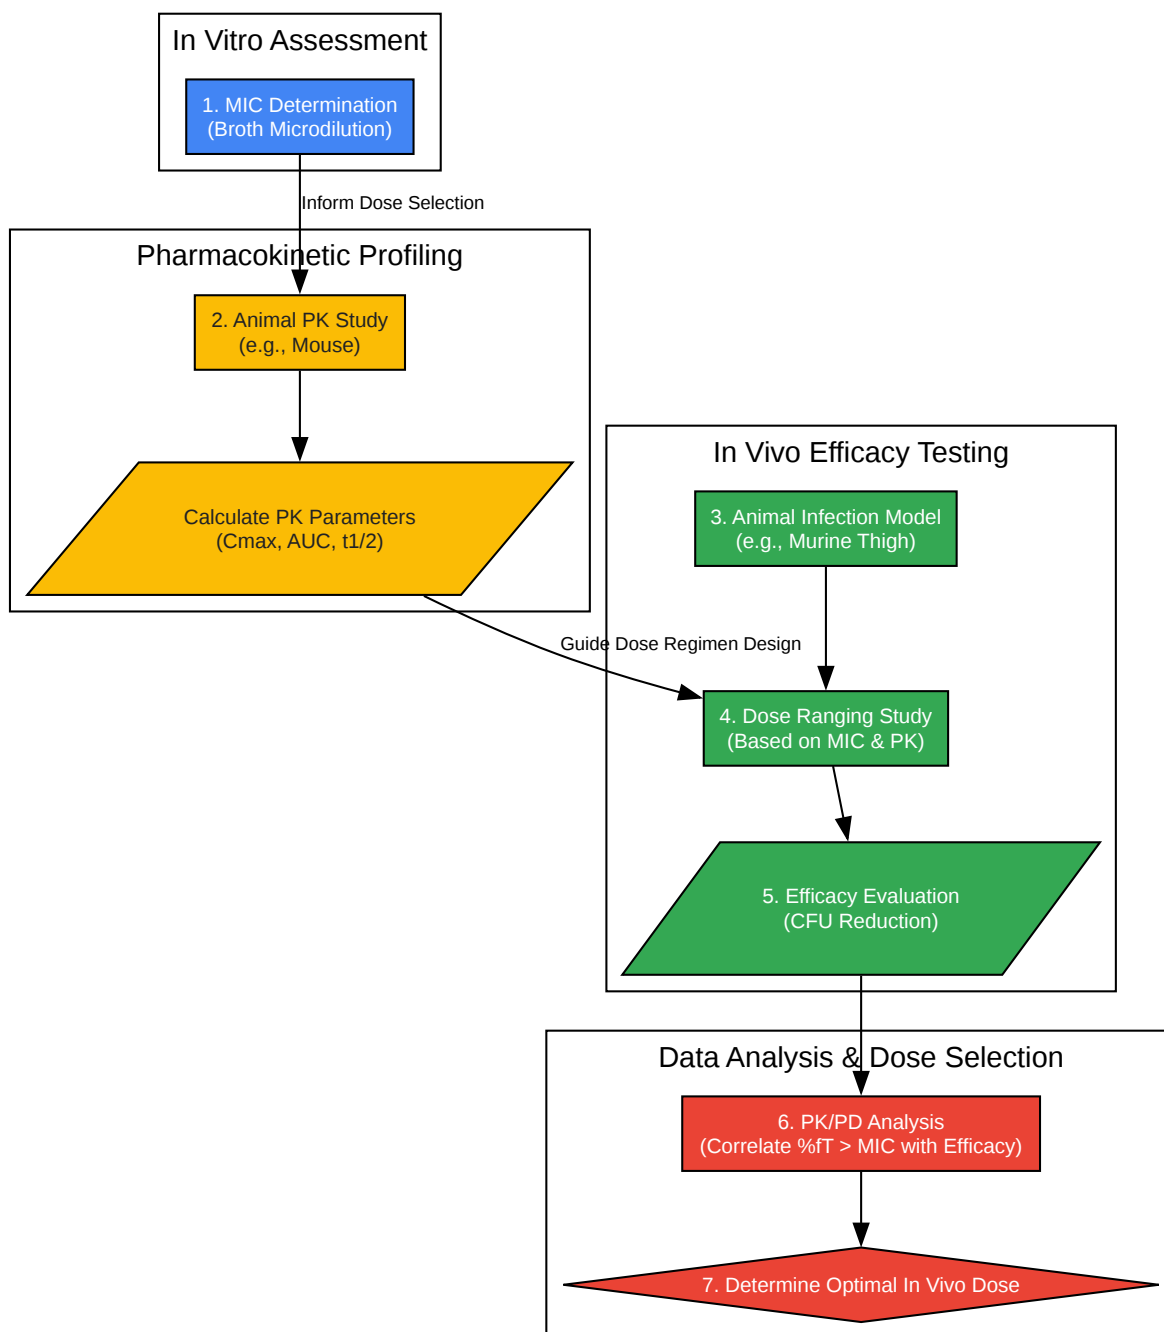 In Vitro Assessment
1. MIC Determination
(Broth Microdilution)
Inform Dose Selection
Pharmacokinetic Profiling
2. Animal PK Study
(e.g., Mouse)
Calculate PK Parameters
(Cmax, AUC, t1/2)
In Vivo Efficacy Testing
3. Animal Infection Model
(e.g., Murine Thigh)
Guide Dose Regimen Design
4. Dose Ranging Study
(Based on MIC & PK)
5. Efficacy Evaluation
(CFU Reduction)
Data Analysis & Dose Selection
6. PK/PD Analysis
(Correlate %fT > MIC with Efficacy)
7. Determine Optimal In Vivo Dose